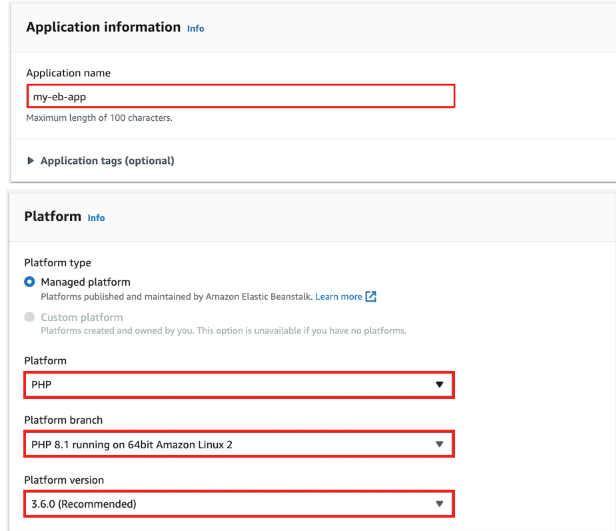 Application information Info
Application name
my-eb-app
Maximum length of 100 characters.
Application tags (optional)
Platform Info
Platform type
Managed platform
Platforms published and maintained by Amazon Elastic Beanstalk. Learn more
Custom platform
Platforms created and owned by you. This option is unavailable if you have no platforms.
Platform
PHP
Platform branch
PHP 8.1 running on 64bit Amazon Linux 2
Platform version
3.6.0 (Recommended)